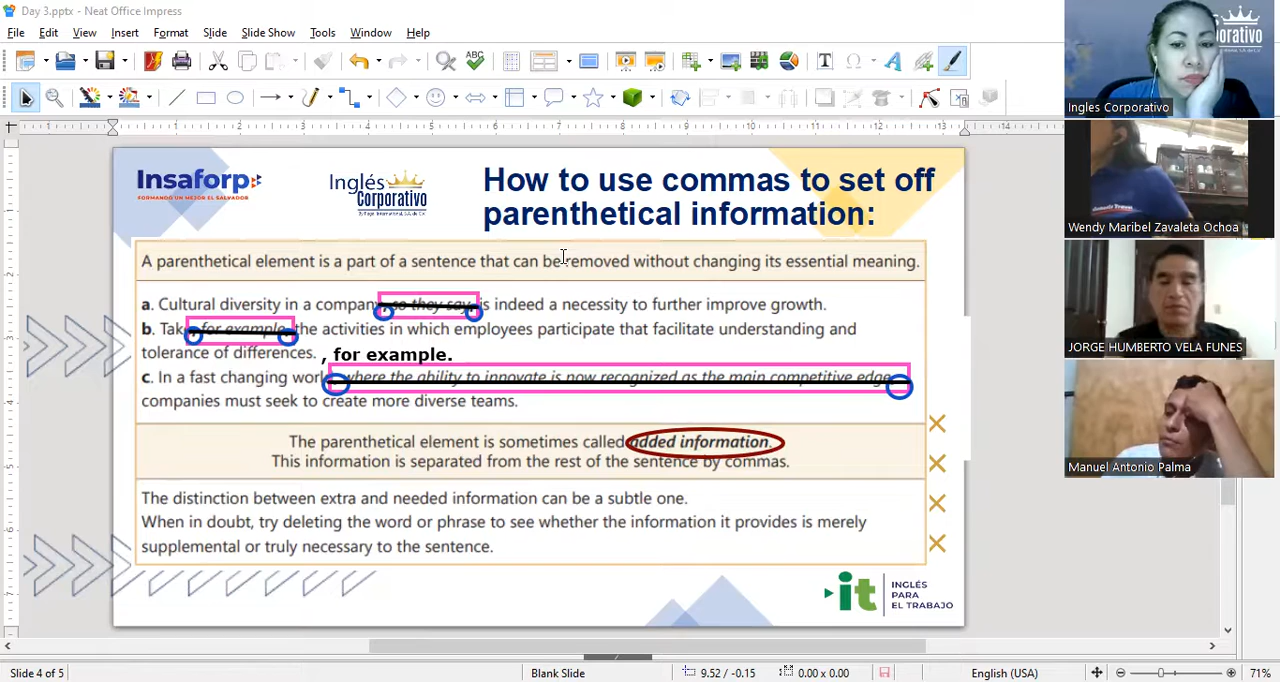 Day 3.pptx - Neat Office Impress
File Edit View Insert Format Slide Slide Show Tools Window Help
Insaforp
FORMANDO UN MEJOR EL SALVADOR
Inglés
Corporativo
How to use commas to set off
parenthetical information:
A parenthetical element is a part of a sentence that can be removed without changing its essential meaning.
a. Cultural diversity in a company, so they say, is indeed a necessity to further improve growth.
b. Take, for example, the activities in which employees participate that facilitate understanding and
tolerance of differences. , for example.
c. In a fast changing world, where the ability to innovate is now recognized as the main competitive edge,
companies must seek to create more diverse teams.
The parenthetical element is sometimes called added information.
This information is separated from the rest of the sentence by commas.
The distinction between extra and needed information can be a subtle one.
When in doubt, try deleting the word or phrase to see whether the information it provides is merely
supplemental or truly necessary to the sentence.
it
INGLÉS
PARA
EL TRABAJO
Ingles Corporativo
Wendy Maribel Zavaleta Ochoa
JORGE HUMBERTO VELA FUNES
Manuel Antonio Palma
Slide 4 of 5
Blank Slide
9.52 / -0.15
0.00 x 0.00
English (USA)
71%